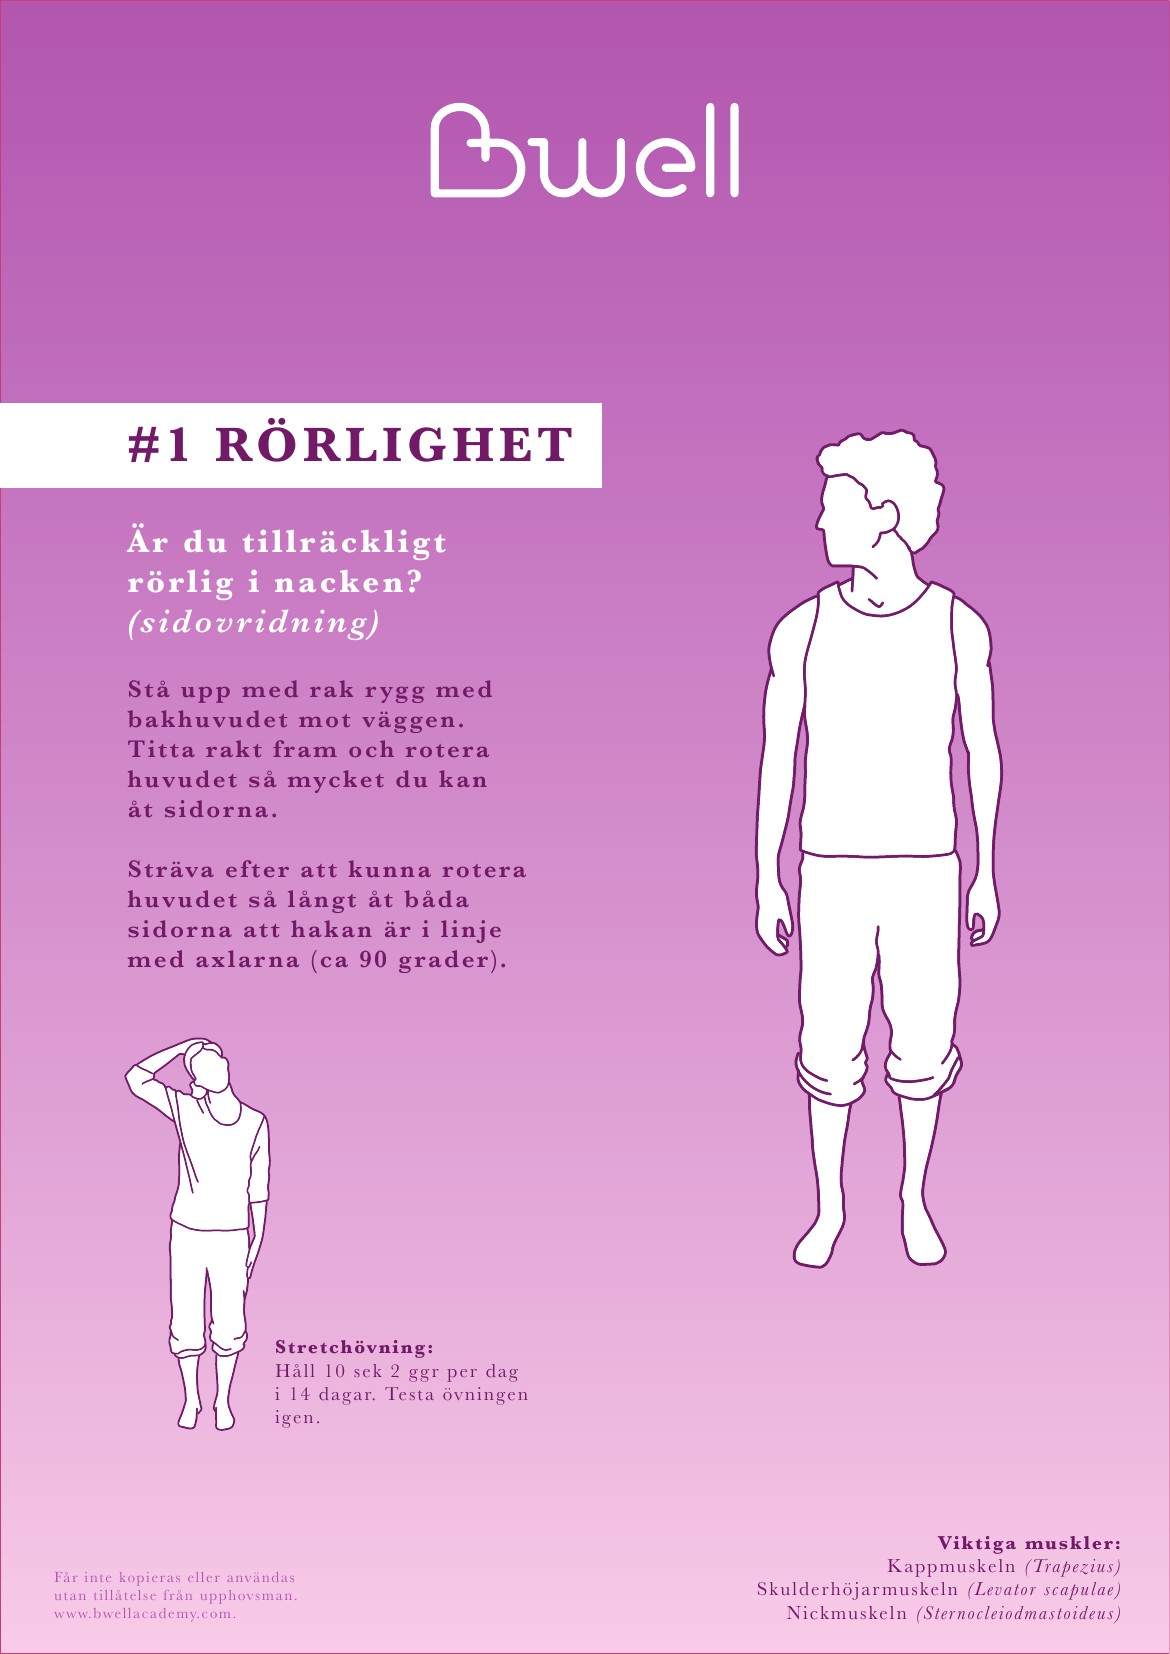 Bwell
#1 RÖRLIGHET
Är du tillräckligt
rörlig i nacken?
(sidovridning)
Stå upp med rak rygg med
bakhuvudet mot väggen.
Titta rakt fram och rotera
huvudet så mycket du kan
åt sidorna.
Sträva efter att kunna rotera
huvudet så långt åt båda
sidorna att hakan är i linje
med axlarna (ca 90 grader).
Stretchövning:
Håll 10 sek 2 ggr per dag
i 14 dagar. Testa övningen
igen.
Viktiga muskler:
Kappmuskeln (Trapezius)
Skulderhöjarmuskeln (Levator scapulae)
Nickmuskeln (Sternocleiodmastoideus)
Får inte kopieras eller användas
utan tillåtelse från upphovsman.
www.bwellacademy.com.